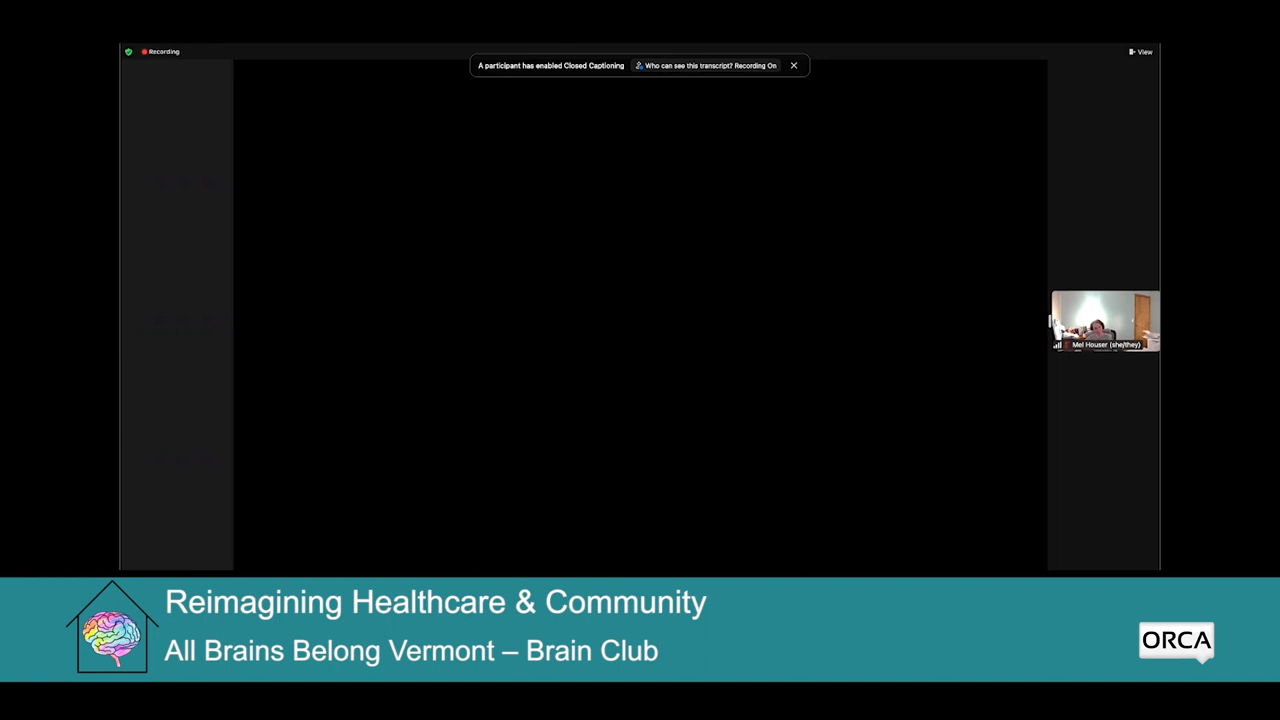 Recording
View
A participant has enabled Closed Captioning
Who can see this transcript? Recording On
Mel Houser (she/they)
Reimagining Healthcare & Community
All Brains Belong Vermont – Brain Club
ORCA